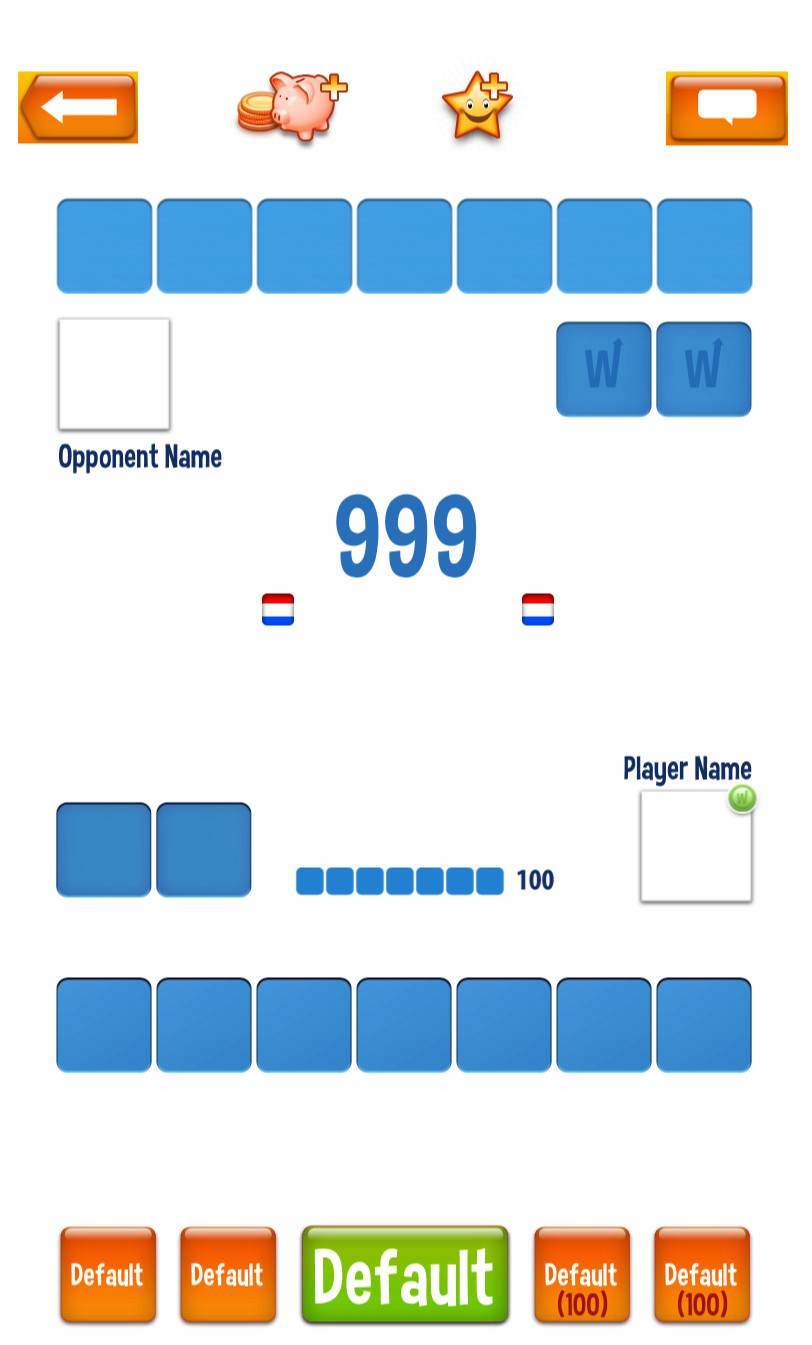 W W
Opponent Name
999
Player Name
W
100
Default Default Default Default Default
(100) (100)